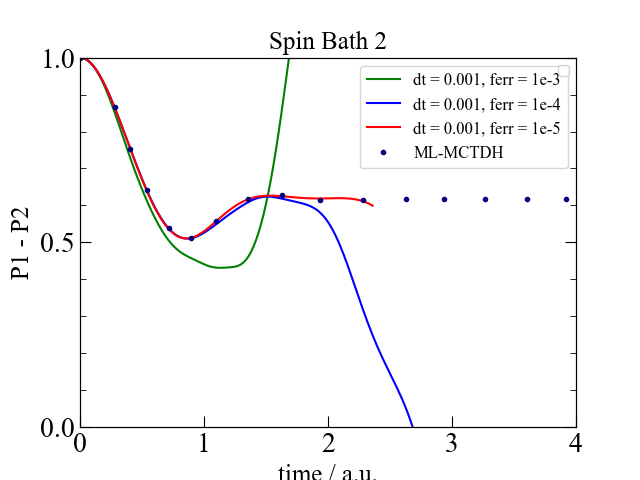 Spin Bath 2
1.0
dt = 0.001, ferr = 1e-3
dt = 0.001, ferr = 1e-4
dt = 0.001, ferr = 1e-5
ML-MCTDH
P1 - P2
0.5
0.0
0 1 2 3 4
time / a.u.